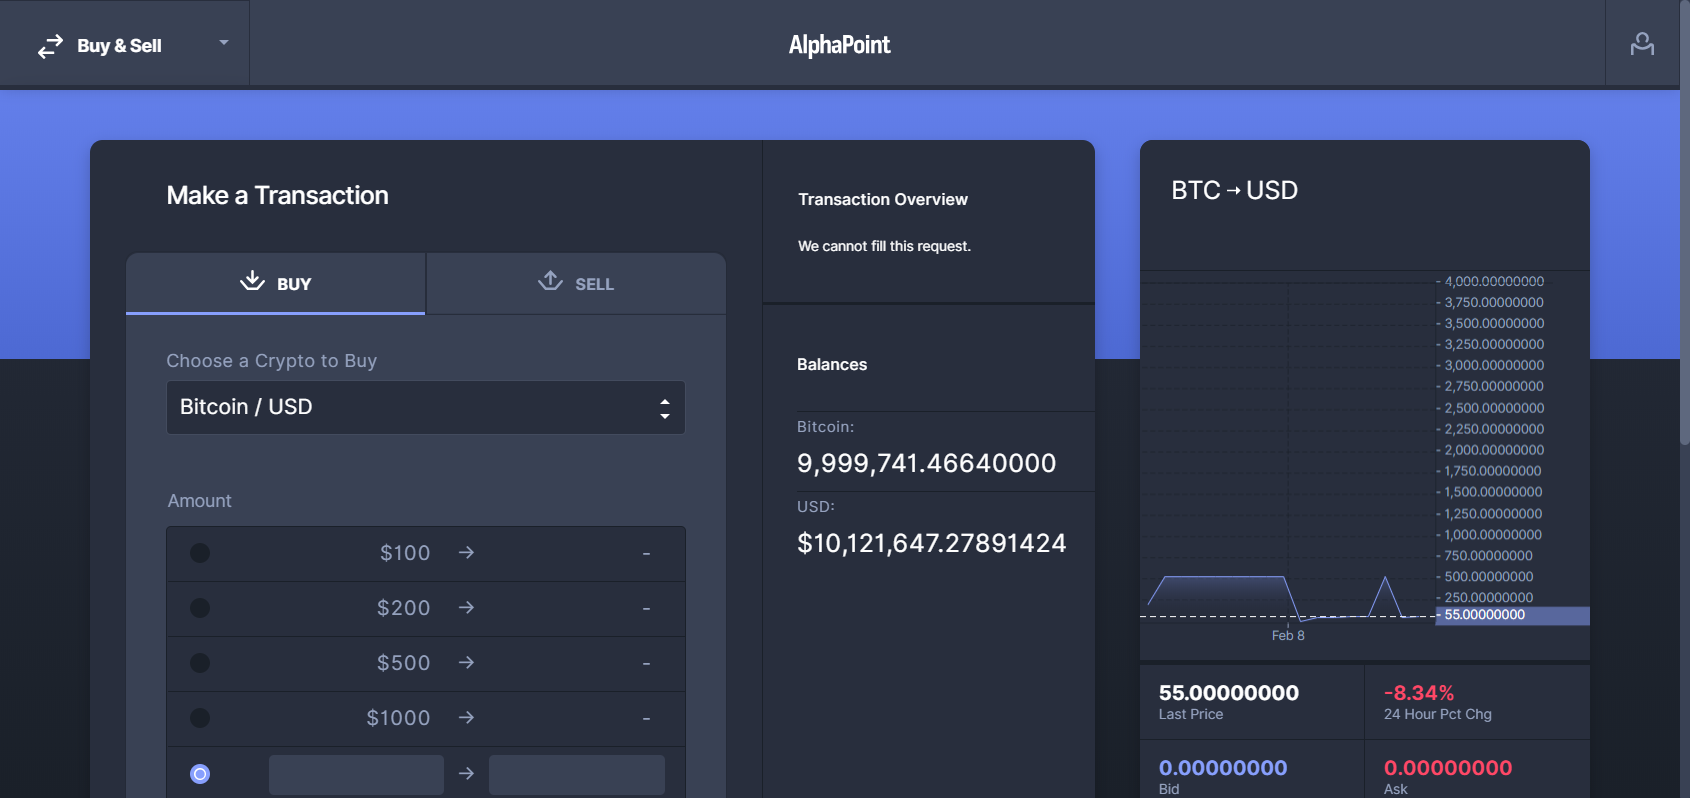 Buy & Sell
AlphaPoint
Make a Transaction
BUY
SELL
Choose a Crypto to Buy
Bitcoin / USD
Amount
$100 → -
$200 → -
$500 → -
$1000 → -
→
Transaction Overview
We cannot fill this request.
Balances
Bitcoin:
9,999,741.46640000
USD:
$10,121,647.27891424
BTC → USD
4,000.00000000
3,750.00000000
3,500.00000000
3,250.00000000
3,000.00000000
2,750.00000000
2,500.00000000
2,250.00000000
2,000.00000000
1,750.00000000
1,500.00000000
1,250.00000000
1,000.00000000
750.00000000
500.00000000
250.00000000
55.00000000
Feb 8
55.00000000
Last Price
-8.34%
24 Hour Pct Chg
0.00000000
Bid
0.00000000
Ask